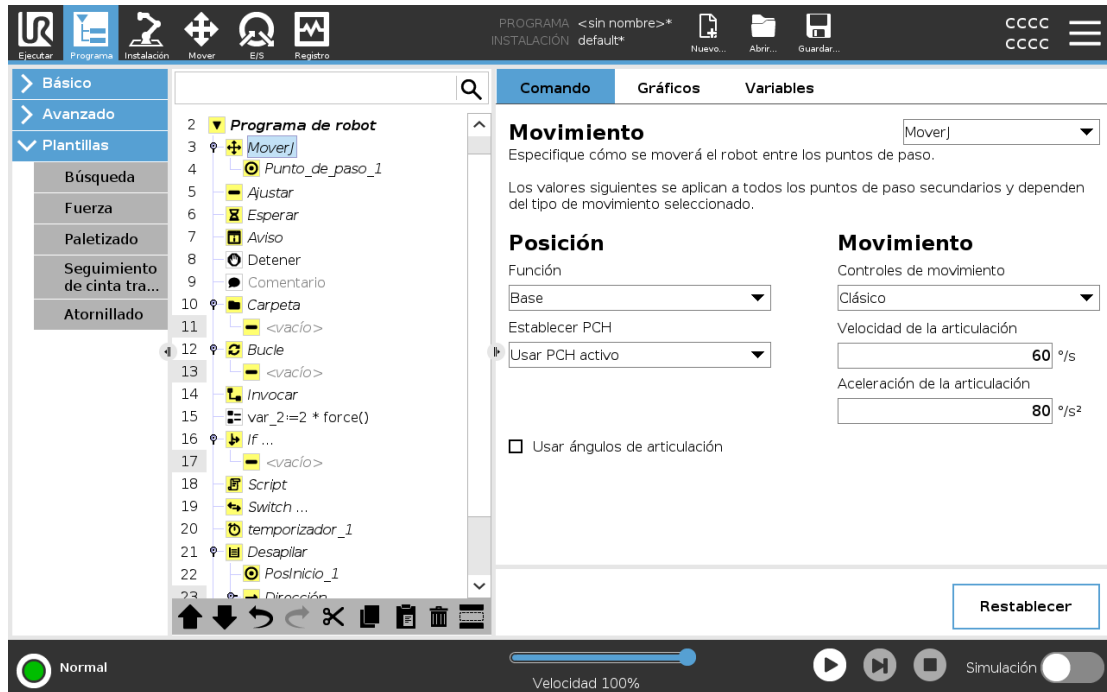 PROGRAMA <sin nombre>*
INSTALACIÓN default*
CCCC
CCCC
Ejecutar
Programa
Instalación
Mover
E/S
Registro
Nuevo...
Abrir...
Guardar...
Básico
Avanzado
Plantillas
Búsqueda
Fuerza
Paletizado
Seguimiento
de cinta tra...
Atornillado
2 Programa de robot
3 MoverJ
4 Punto_de_paso_1
5 Ajustar
6 Esperar
7 Aviso
8 Detener
9 Comentario
10 Carpeta
11 <vacío>
12 Bucle
13 <vacío>
14 Invocar
15 var_2:=2 * force()
16 If ...
17 <vacío>
18 Script
19 Switch ...
20 temporizador_1
21 Desapilar
22 PosInicio_1
23 Dirección
Comando
Gráficos
Variables
Movimiento
MoverJ
Especifique cómo se moverá el robot entre los puntos de paso.
Los valores siguientes se aplican a todos los puntos de paso secundarios y dependen
del tipo de movimiento seleccionado.
Posición
Función
Base
Establecer PCH
Usar PCH activo
Usar ángulos de articulación
Movimiento
Controles de movimiento
Clásico
Velocidad de la articulación
60 °/s
Aceleración de la articulación
80 °/s²
Restablecer
Normal
Velocidad 100%
Simulación